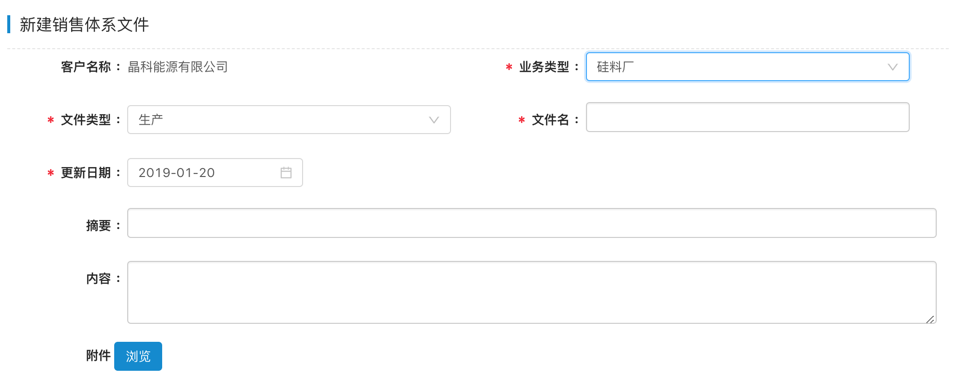 新建销售体系文件
客户名称： 晶科能源有限公司
* 业务类型： 硅料厂
* 文件类型： 生产
* 文件名：
* 更新日期： 2019-01-20
摘要：
内容：
附件 浏览